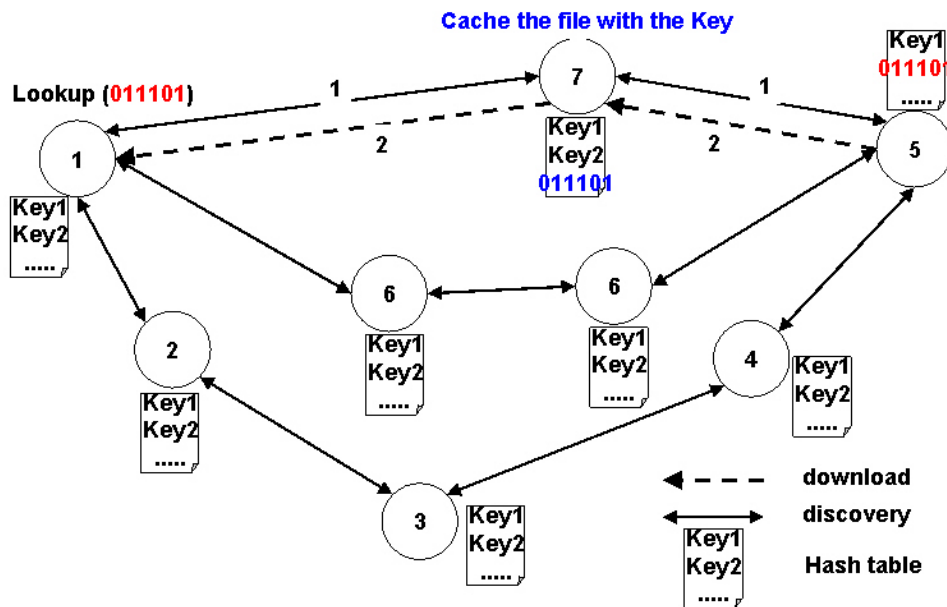 Cache the file with the Key
Key1
011101
.....
Lookup (011101)
1
7
1
2
2
1
5
Key1
Key2
011101
Key1
Key2
.....
6
6
2
4
Key1
Key2
.....
Key1
Key2
.....
Key1
Key2
.....
Key1
Key2
.....
3
Key1
Key2
.....
download
discovery
Key1
Key2
.....
Hash table